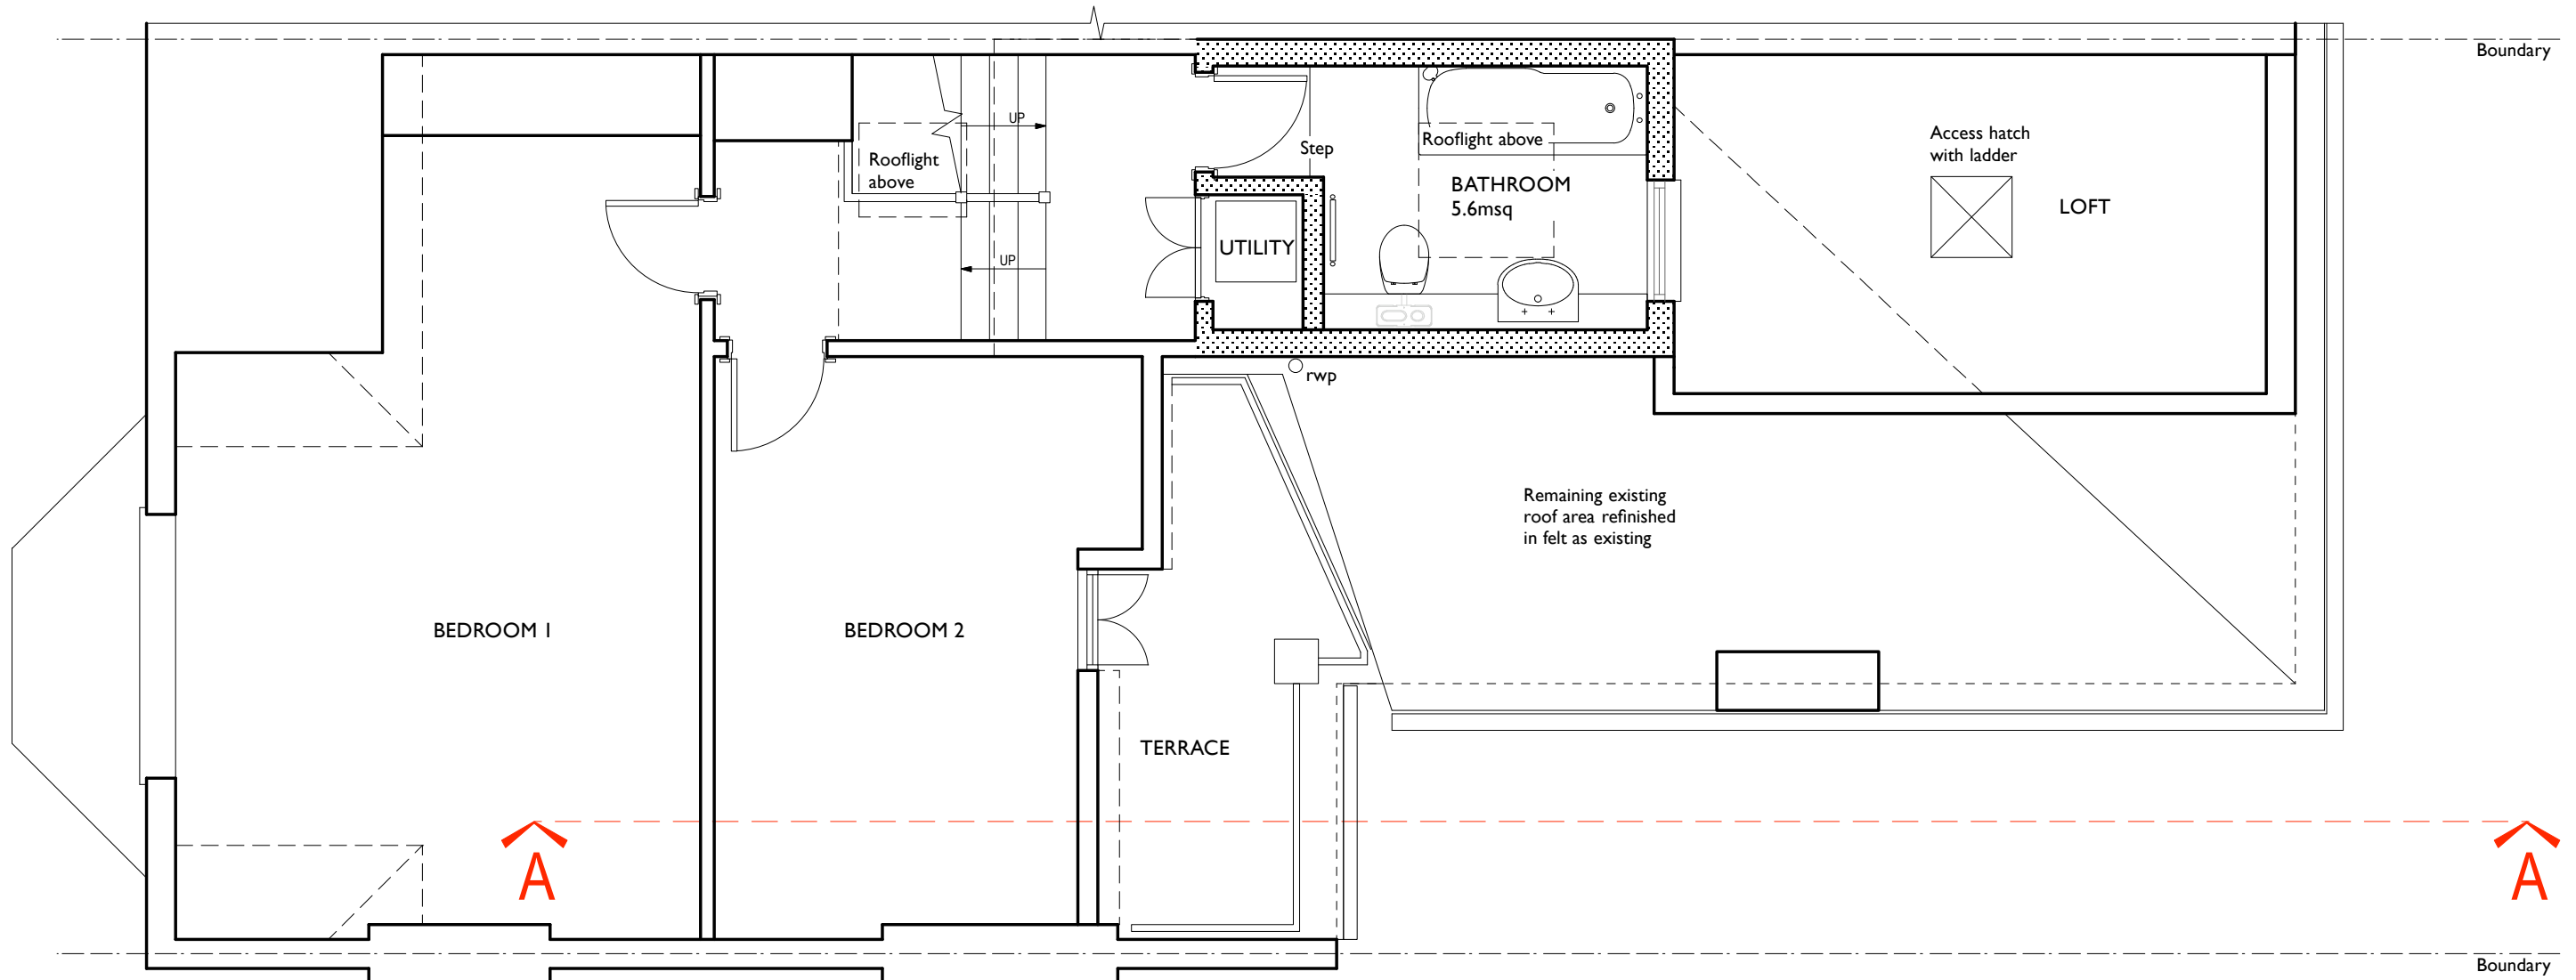 Boundary
UP
Rooflight
above
Step
Rooflight above
Access hatch
with ladder
BATHROOM
5.6msq
LOFT
UTILITY
UP
rwp
Remaining existing
roof area refinished
in felt as existing
BEDROOM 1
BEDROOM 2
TERRACE
A
A
Boundary